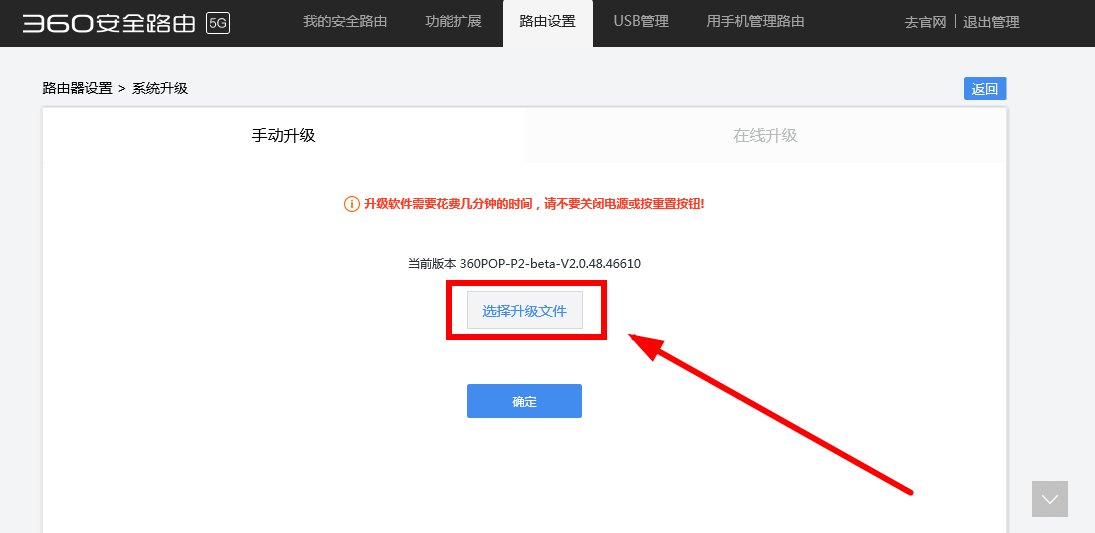 360安全路由 5G 我的安全路由 功能扩展 路由设置 USB管理 用手机管理路由 去官网 | 退出管理
路由器设置 > 系统升级 返回
手动升级 在线升级
升级软件需要花费几分钟的时间，请不要关闭电源或按重置按钮!
当前版本 360POP-P2-beta-V2.0.48.46610
选择升级文件
确定